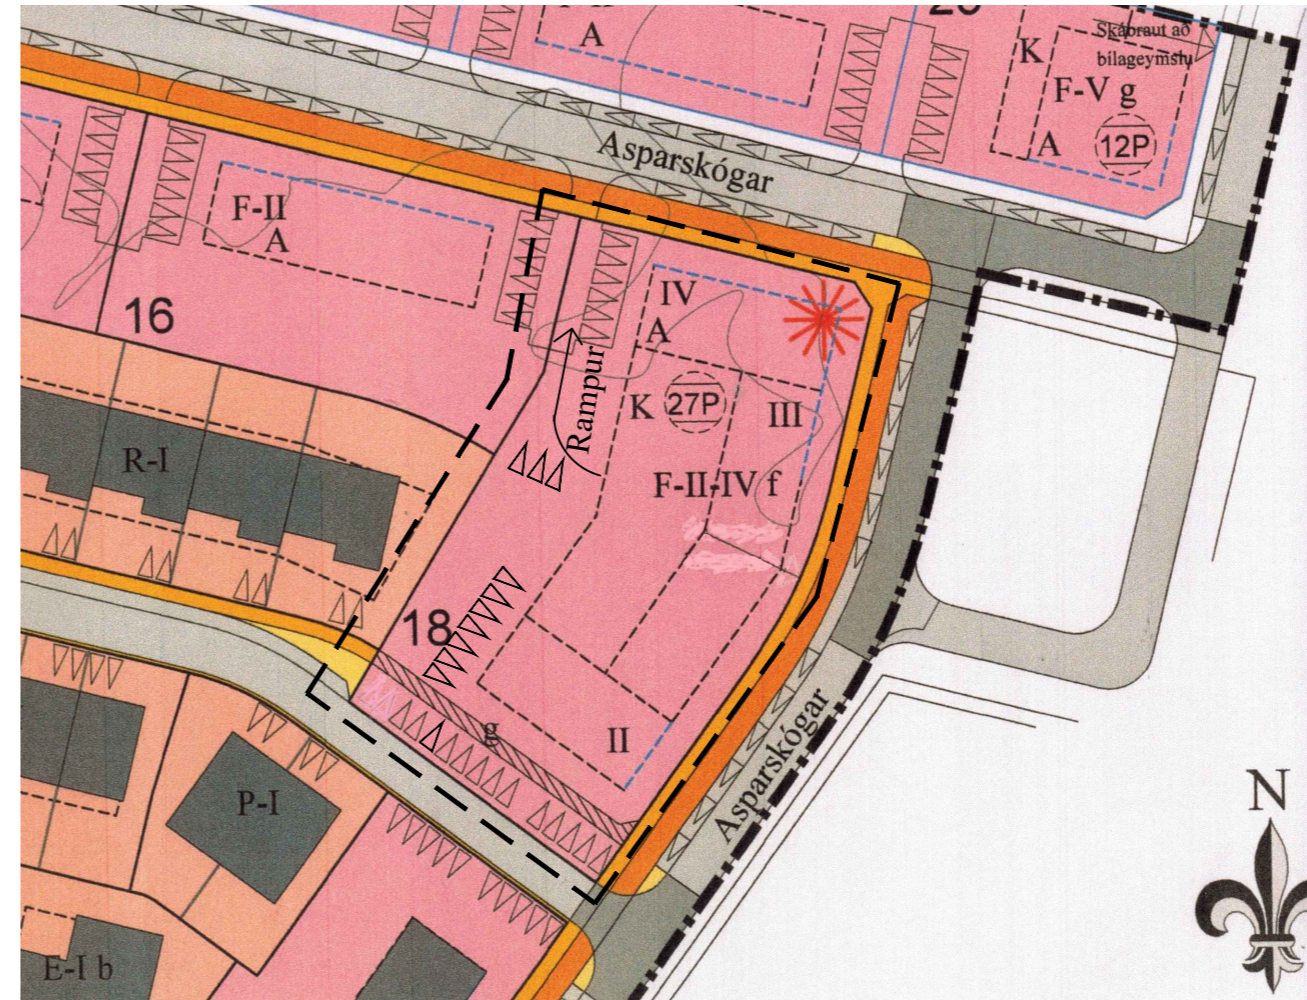 A
K
Skábraut að
bílageymslu
F-V g
A
12P
Asparskógar
F-II
A
16
IV
A
Rampur
K
27P
III
R-I
F-II-IV f
18
g
II
Asparskógar
P-I
N
E-I b